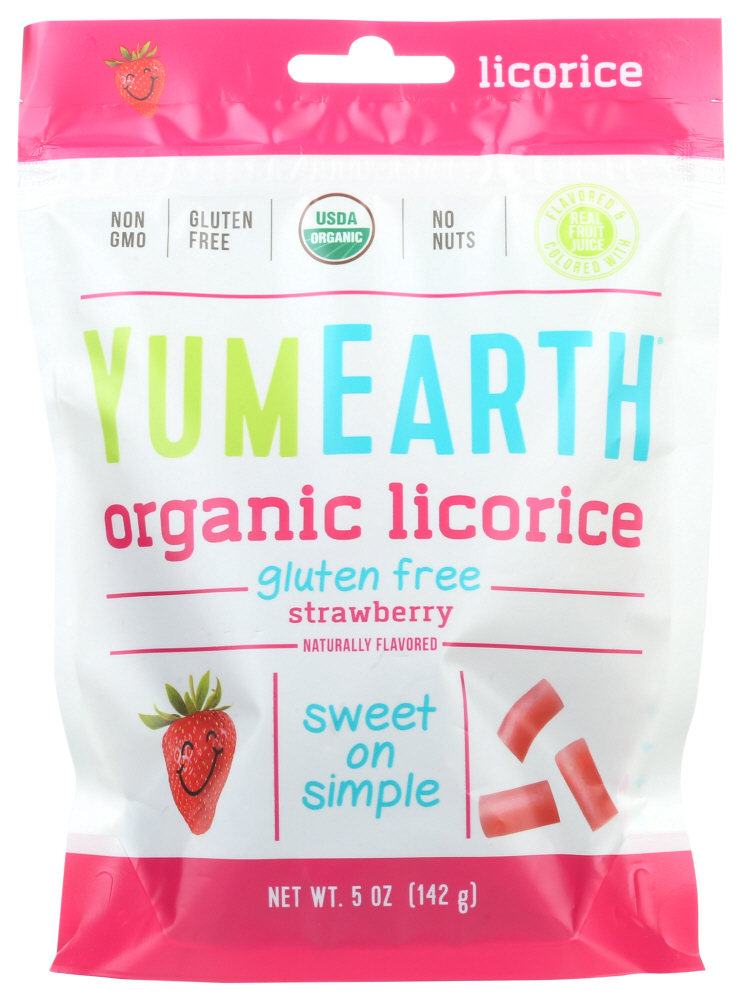 licorice
NON
GMO
GLUTEN
FREE
USDA
ORGANIC
NO
NUTS
FLAVORED &
COLORED WITH
REAL
FRUIT
JUICE
YUMEARTH
organic licorice
gluten free
strawberry
NATURALLY FLAVORED
sweet
on
simple
NET WT. 5 OZ (142 g)